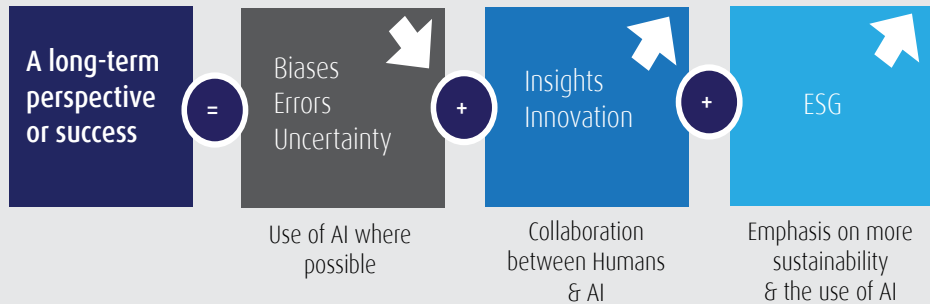 A long-term
perspective
or success
=
Biases
Errors
Uncertainty
+
Insights
Innovation
+
ESG
Use of AI where
possible
Collaboration
between Humans
& AI
Emphasis on more
sustainability
& the use of AI